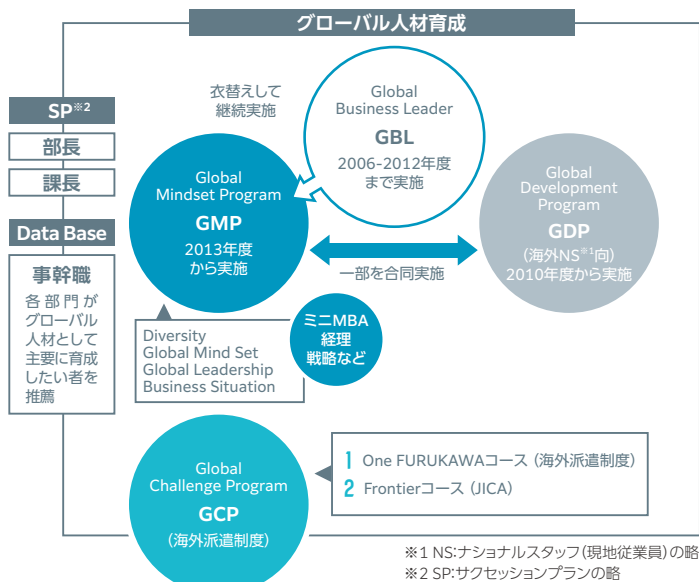 グローバル人材育成
SP※2
部長
課長
Data Base
事幹職
各部門が
グローバル
人材として
主要に育成
したい者を
推薦
衣替えして
継続実施
Global
Business Leader
GBL
2006-2012年度
まで実施
Global
Mindset Program
GMP
2013年度
から実施
一部を合同実施
Global
Development
Program
GDP
(海外NS※1向)
2010年度から実施
Diversity
Global Mind Set
Global Leadership
Business Situation
ミニMBA
経理
戦略など
Global
Challenge Program
GCP
(海外派遣制度)
1 One FURUKAWAコース (海外派遣制度)
2 Frontierコース (JICA)
※1 NS:ナショナルスタッフ(現地従業員)の略
※2 SP:サクセッションプランの略